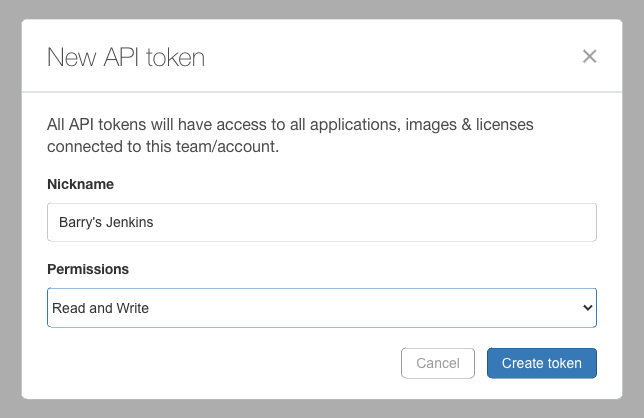 New API token
×
All API tokens will have access to all applications, images & licenses
connected to this team/account.
Nickname
Barry's Jenkins
Permissions
Read and Write
Cancel
Create token